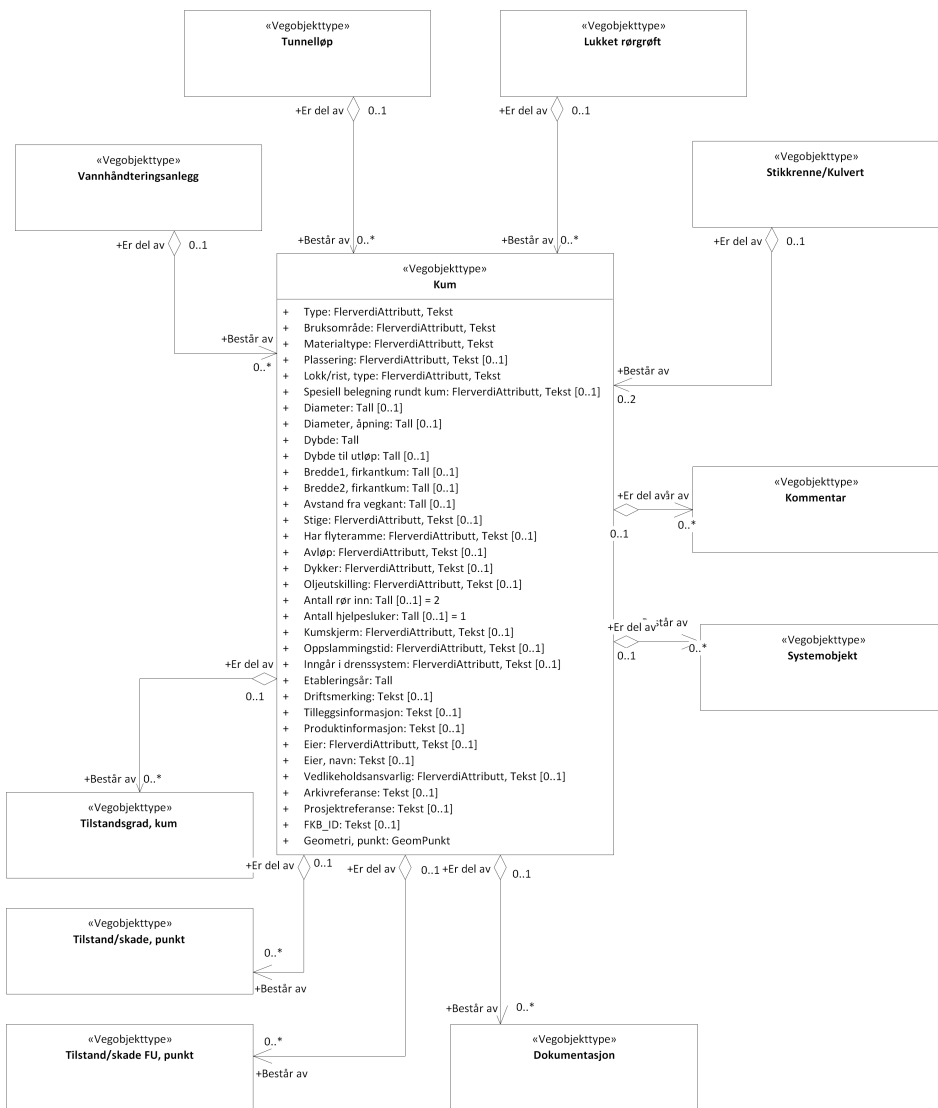 «Vegobjekttype»
Tunnelløp
«Vegobjekttype»
Lukket rørgrøft
+Er del av 0..1
+Er del av 0..1
«Vegobjekttype»
Vannhåndteringsanlegg
«Vegobjekttype»
Stikkrenne/Kulvert
+Er del av 0..1
+Er del av 0..1
+Består av 0..*
+Består av 0..*
«Vegobjekttype»
Kum
+Består av
0..*
+Består av
0..2
+ Type: FlerverdiAttributt, Tekst
+ Bruksområde: FlerverdiAttributt, Tekst
+ Materialtype: FlerverdiAttributt, Tekst
+ Plassering: FlerverdiAttributt, Tekst [0..1]
+ Lokk/rist, type: FlerverdiAttributt, Tekst
+ Spesiell belegning rundt kum: FlerverdiAttributt, Tekst [0..1]
+ Diameter: Tall [0..1]
+ Diameter, åpning: Tall [0..1]
+ Dybde: Tall
+ Dybde til utløp: Tall [0..1]
+ Bredde1, firkantkum: Tall [0..1]
+ Bredde2, firkantkum: Tall [0..1]
+ Avstand fra vegkant: Tall [0..1]
+ Stige: FlerverdiAttributt, Tekst [0..1]
+ Har flyteramme: FlerverdiAttributt, Tekst [0..1]
+ Avløp: FlerverdiAttributt, Tekst [0..1]
+ Dykker: FlerverdiAttributt, Tekst [0..1]
+ Oljeutskilling: FlerverdiAttributt, Tekst [0..1]
+ Antall rør inn: Tall [0..1] = 2
+ Antall hjelpesluker: Tall [0..1] = 1
+ Kumskjerm: FlerverdiAttributt, Tekst [0..1]
+ Oppslammingstid: FlerverdiAttributt, Tekst [0..1]
+ Inngår i drenssystem: FlerverdiAttributt, Tekst [0..1]
+ Etableringsår: Tall
+ Driftsmerking: Tekst [0..1]
+ Tilleggsinformasjon: Tekst [0..1]
+ Produktinformasjon: Tekst [0..1]
+ Eier: FlerverdiAttributt, Tekst [0..1]
+ Eier, navn: Tekst [0..1]
+ Vedlikeholdsansvarlig: FlerverdiAttributt, Tekst [0..1]
+ Arkivreferanse: Tekst [0..1]
+ Prosjektreferanse: Tekst [0..1]
+ FKB_ID: Tekst [0..1]
+ Geometri, punkt: GeomPunkt
«Vegobjekttype»
Kommentar
+Er del av år av
0..1 0..*
«Vegobjekttype»
Systemobjekt
+Er del av står av
0..1 0..*
+Er del av
0..1
+Består av 0..*
«Vegobjekttype»
Tilstandsgrad, kum
+Er del av 0..1
+Er del av 0..1
+Er del av 0..1
«Vegobjekttype»
Tilstand/skade, punkt
0..*
+Består av
«Vegobjekttype»
Tilstand/skade FU, punkt
0..*
+Består av
+Består av 0..*
«Vegobjekttype»
Dokumentasjon